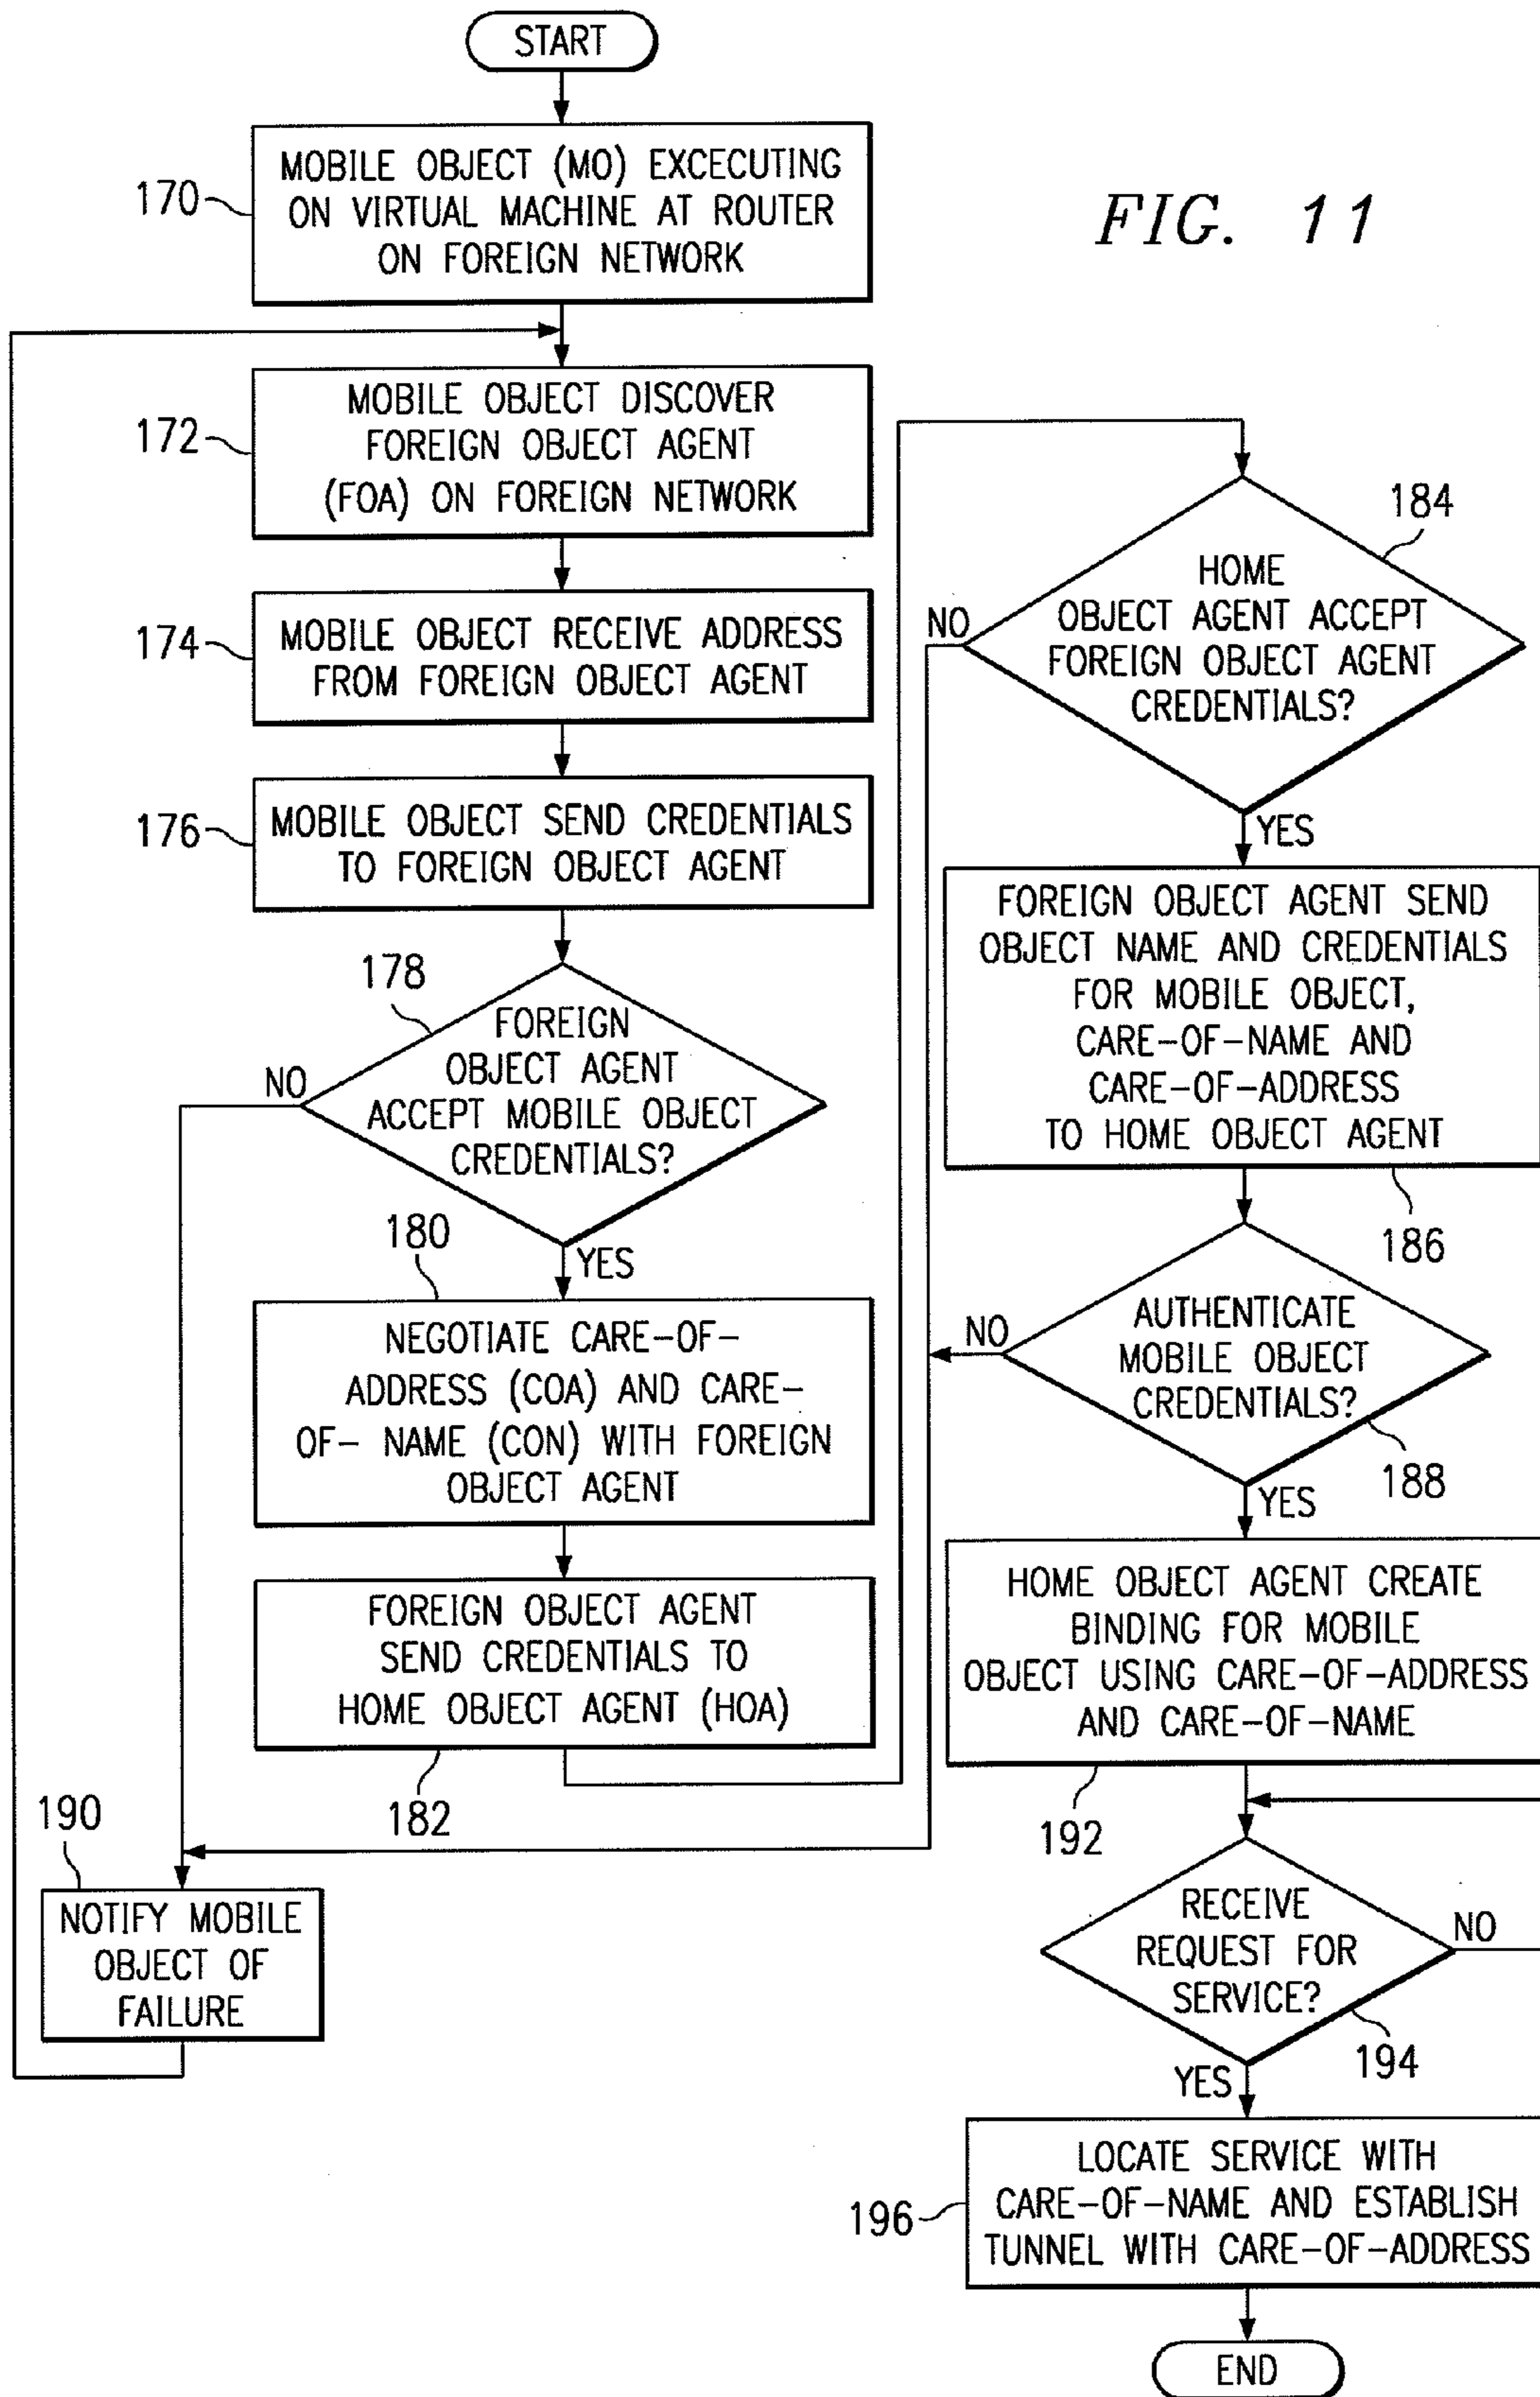 START
FIG. 11
170
MOBILE OBJECT (MO) EXCECUTING
ON VIRTUAL MACHINE AT ROUTER
ON FOREIGN NETWORK
172
MOBILE OBJECT DISCOVER
FOREIGN OBJECT AGENT
(FOA) ON FOREIGN NETWORK
174
MOBILE OBJECT RECEIVE ADDRESS
FROM FOREIGN OBJECT AGENT
176
MOBILE OBJECT SEND CREDENTIALS
TO FOREIGN OBJECT AGENT
178
FOREIGN
OBJECT AGENT
ACCEPT MOBILE OBJECT
CREDENTIALS?
NO
YES
180
NEGOTIATE CARE-OF-
ADDRESS (COA) AND CARE-
OF- NAME (CON) WITH FOREIGN
OBJECT AGENT
FOREIGN OBJECT AGENT
SEND CREDENTIALS TO
HOME OBJECT AGENT (HOA)
182
190
NOTIFY MOBILE
OBJECT OF
FAILURE
184
HOME
OBJECT AGENT ACCEPT
FOREIGN OBJECT AGENT
CREDENTIALS?
NO
YES
FOREIGN OBJECT AGENT SEND
OBJECT NAME AND CREDENTIALS
FOR MOBILE OBJECT,
CARE-OF-NAME AND
CARE-OF-ADDRESS
TO HOME OBJECT AGENT
186
AUTHENTICATE
MOBILE OBJECT
CREDENTIALS?
NO
188
YES
HOME OBJECT AGENT CREATE
BINDING FOR MOBILE
OBJECT USING CARE-OF-ADDRESS
AND CARE-OF-NAME
192
RECEIVE
REQUEST FOR
SERVICE?
NO
194
YES
196
LOCATE SERVICE WITH
CARE-OF-NAME AND ESTABLISH
TUNNEL WITH CARE-OF-ADDRESS
END